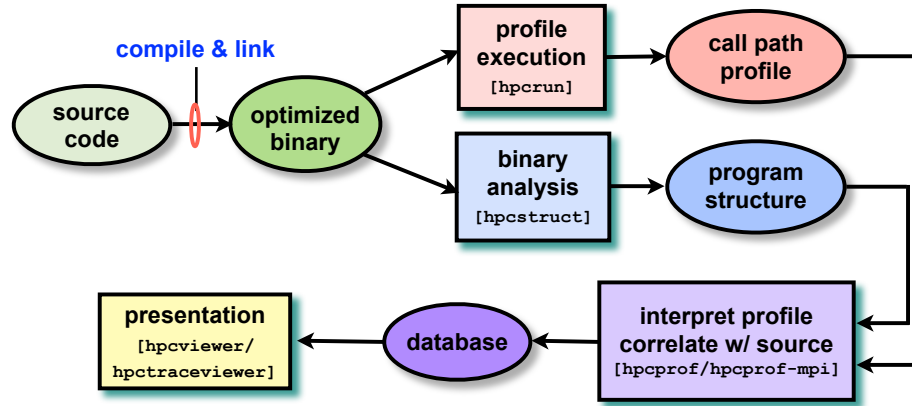 compile & link
source
code
optimized
binary
profile
execution
[hpcrun]
call path
profile
binary
analysis
[hpcstruct]
program
structure
interpret profile
correlate w/ source
[hpcprof/hpcprof-mpi]
database
presentation
[hpcviewer/
hpctraceviewer]